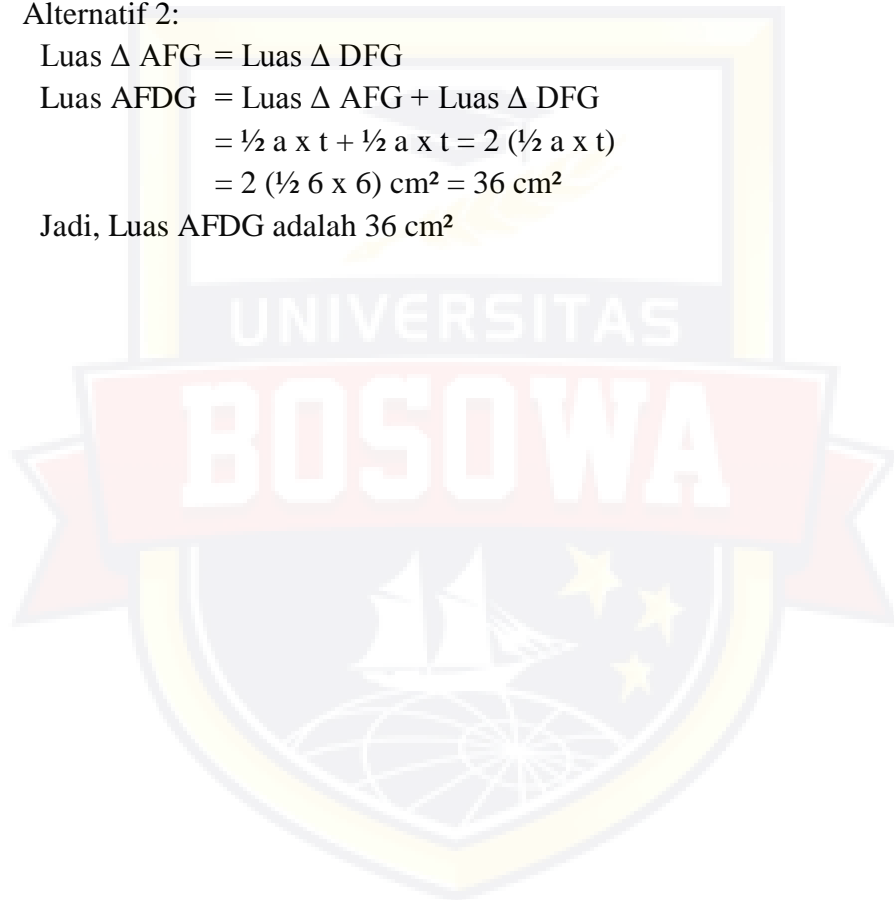 Alternatif 2:
Luas Δ AFG = Luas Δ DFG
Luas AFDG = Luas Δ AFG + Luas Δ DFG
= ½ a x t + ½ a x t = 2 (½ a x t)
= 2 (½ 6 x 6) cm² = 36 cm²
Jadi, Luas AFDG adalah 36 cm²
UNIVERSITAS
BOSOWA